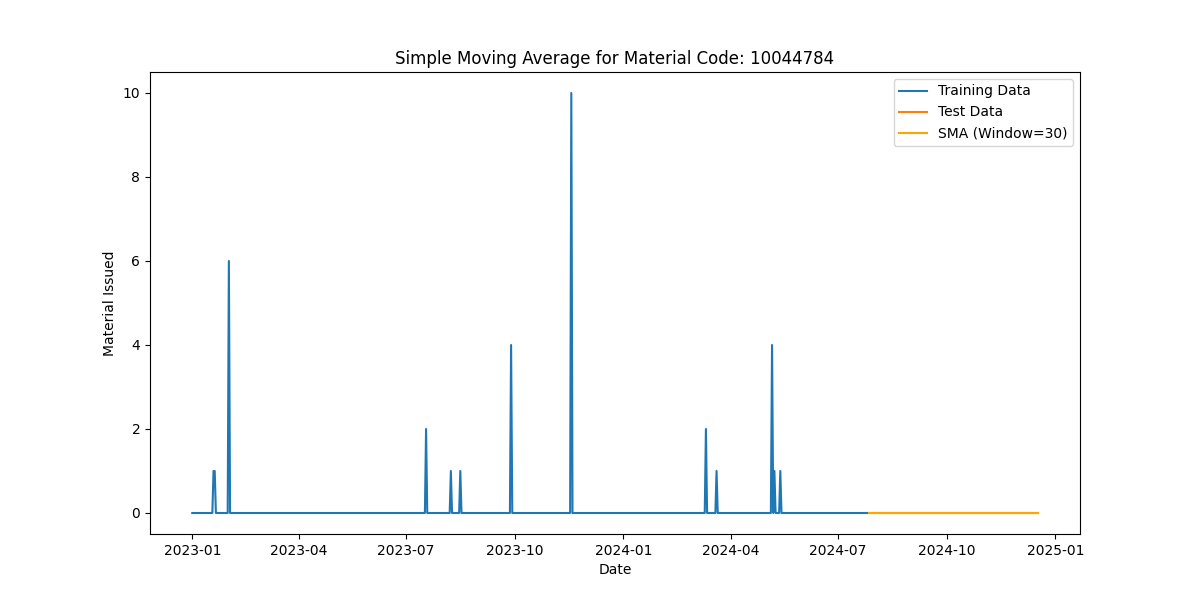 Simple Moving Average for Material Code: 10044784
Training Data
Test Data
SMA (Window=30)
10
8
6
4
2
0
Material Issued
2023-01 2023-04 2023-07 2023-10 2024-01 2024-04 2024-07 2024-10 2025-01
Date